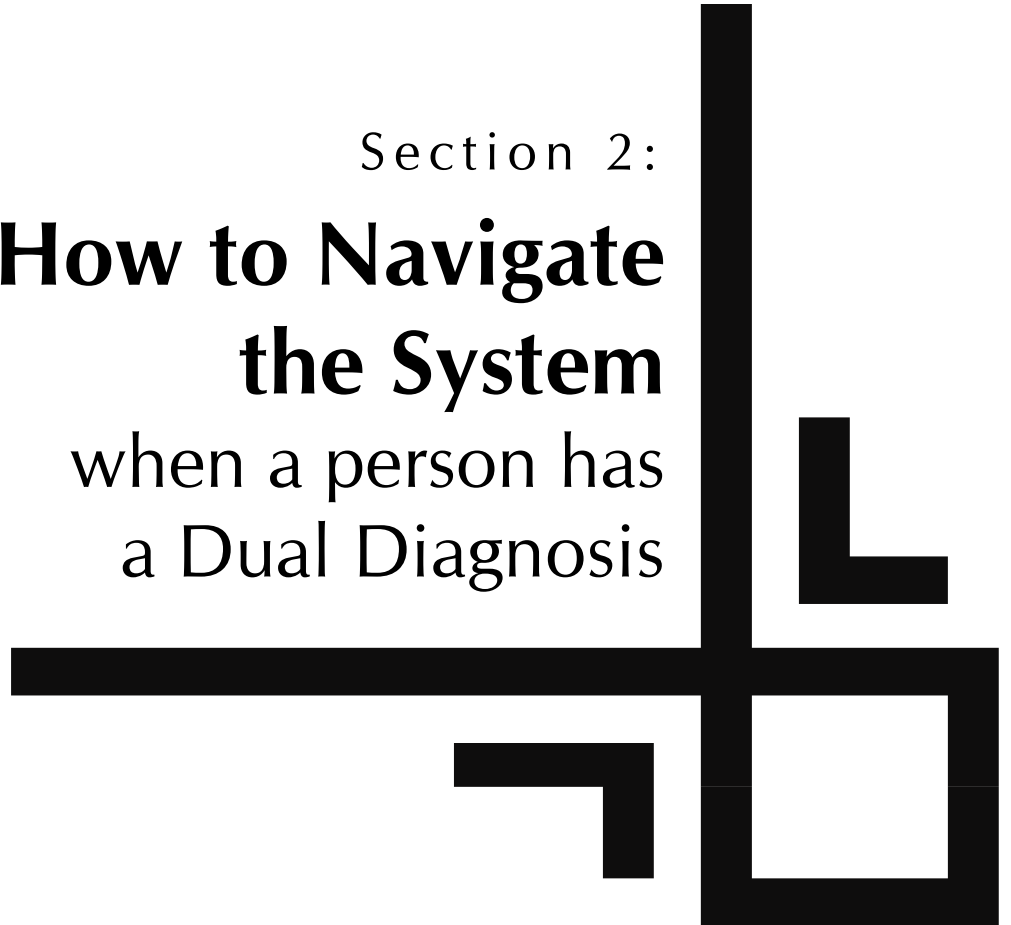 Section 2:
How to Navigate
the System
when a person has
a Dual Diagnosis